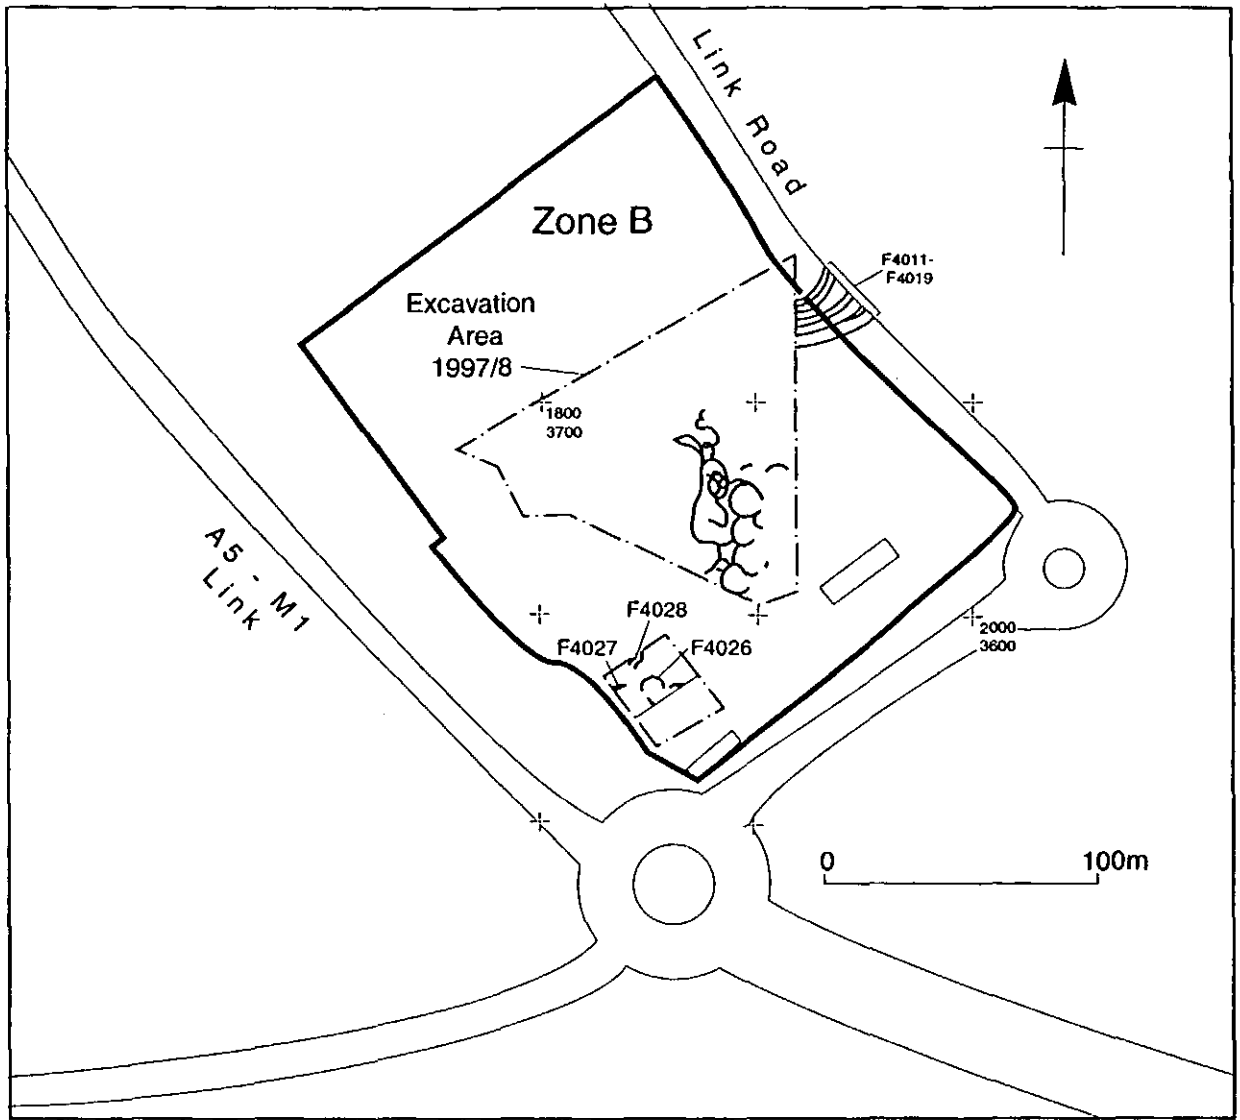 Link Road
Zone B
F4011-
F4019
Excavation
Area
1997/8
1800
3700
A5 - M1
Link
F4028
F4027
F4026
2000
3600
0
100m